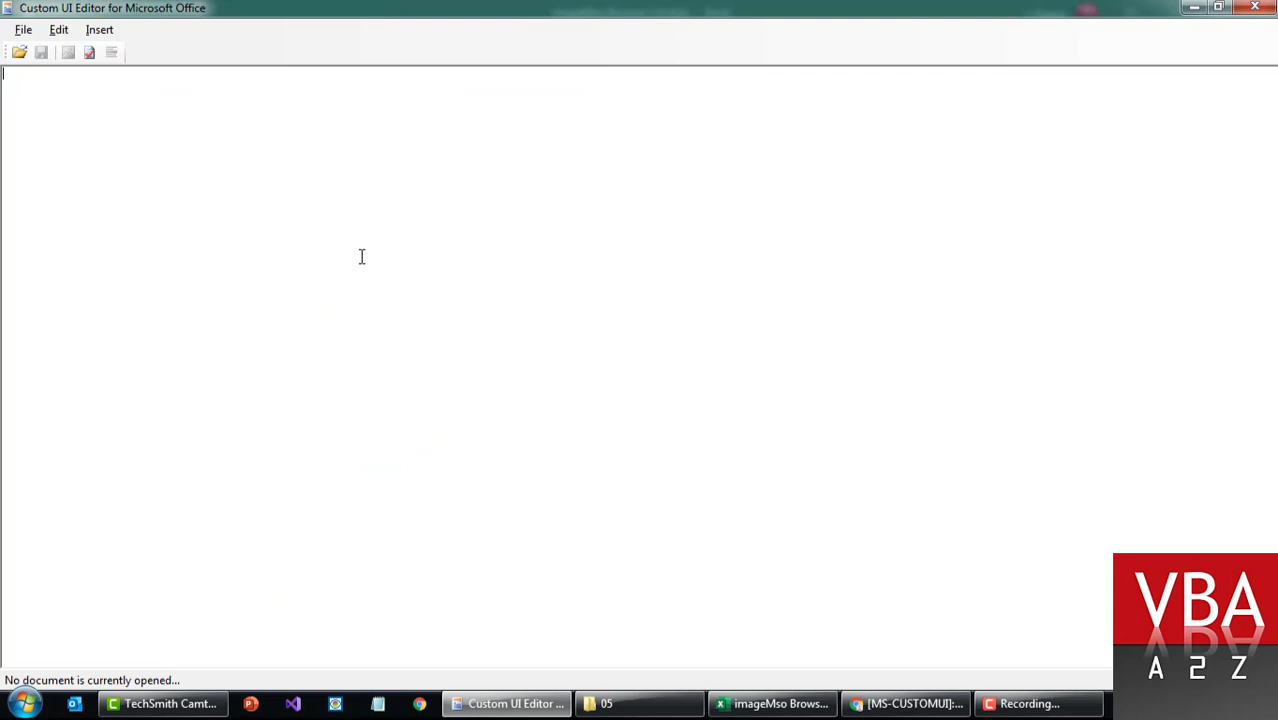 Custom UI Editor for Microsoft Office
File Edit Insert
No document is currently opened...
TechSmith Camt...
Custom UI Editor ...
05
imageMso Brows...
[MS-CUSTOMUI]:...
Recording...
VBA
A 2 Z